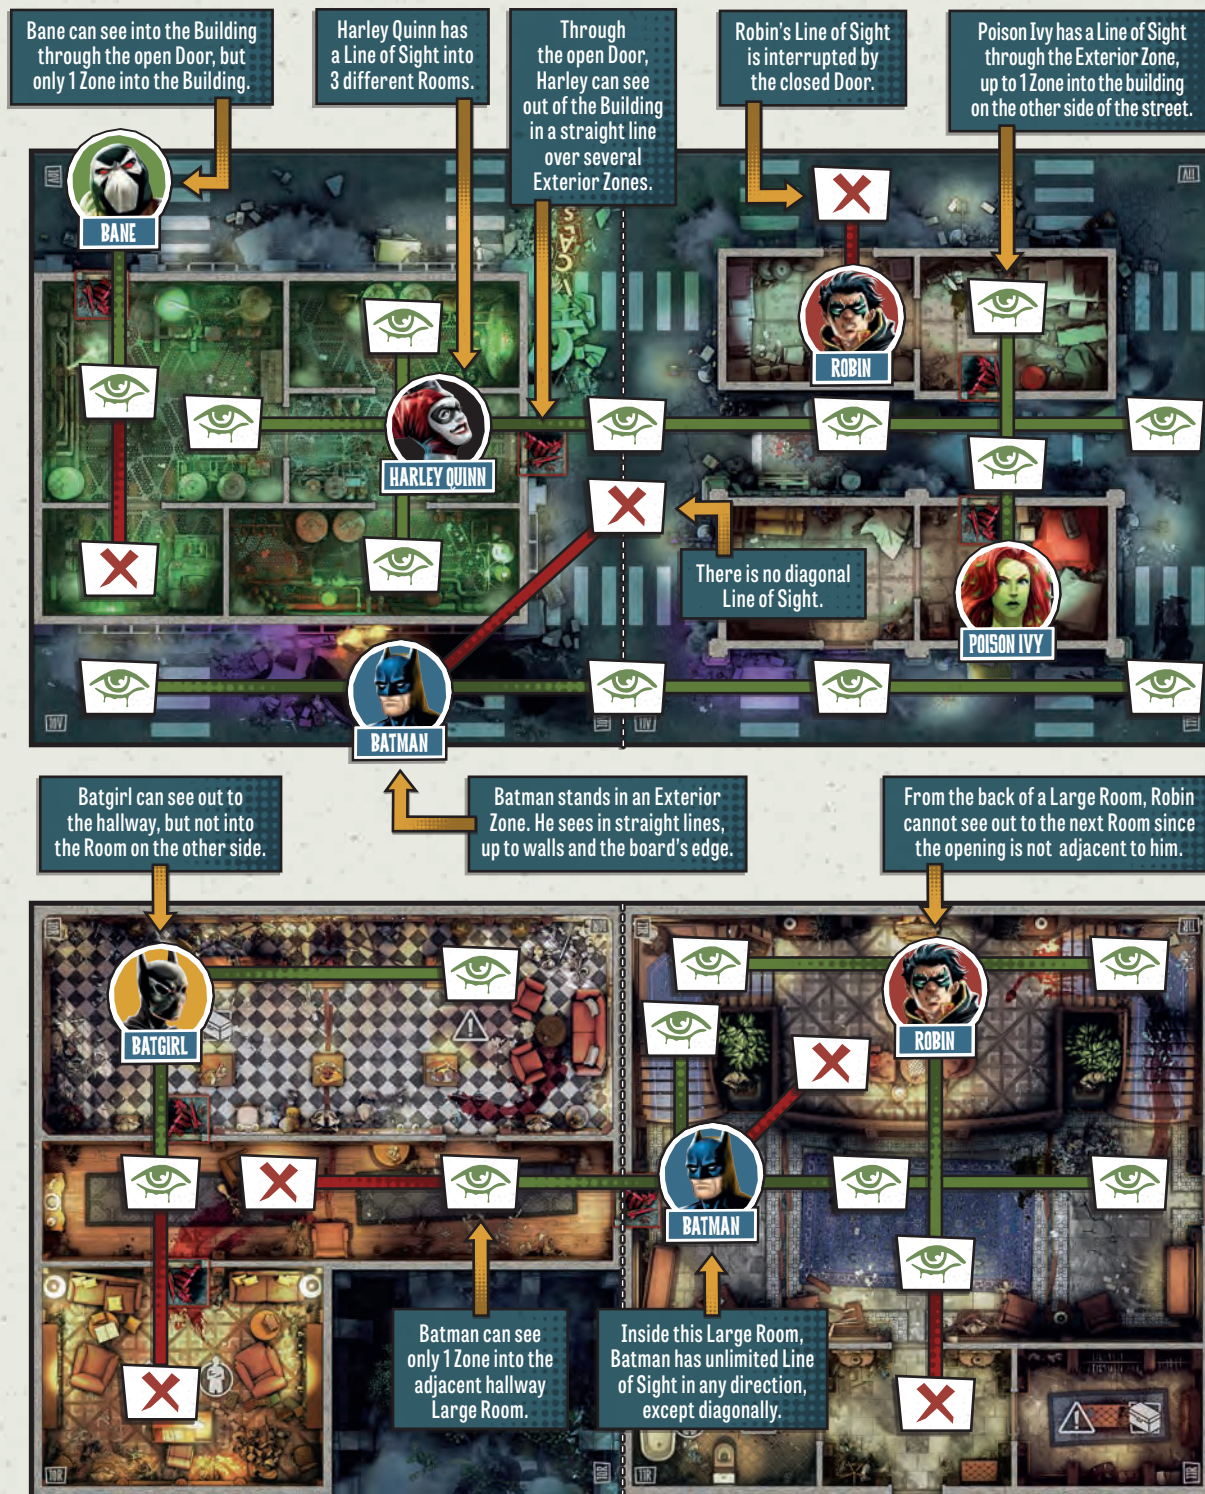 Bane can see into the Building
through the open Door, but
only 1 Zone into the Building.
Harley Quinn has
a Line of Sight into
3 different Rooms.
Through
the open Door,
Harley can see
out of the Building
in a straight line
over several
Exterior Zones.
Robin's Line of Sight
is interrupted by
the closed Door.
Poison Ivy has a Line of Sight
through the Exterior Zone,
up to 1 Zone into the building
on the other side of the street.
BANE
ROBIN
HARLEY QUINN
There is no diagonal
Line of Sight.
POISON IVY
BATMAN
Batgirl can see out to
the hallway, but not into
the Room on the other side.
Batman stands in an Exterior
Zone. He sees in straight lines,
up to walls and the board's edge.
From the back of a Large Room, Robin
cannot see out to the next Room since
the opening is not adjacent to him.
BATGIRL
ROBIN
BATMAN
Batman can see
only 1 Zone into the
adjacent hallway
Large Room.
Inside this Large Room,
Batman has unlimited Line
of Sight in any direction,
except diagonally.
10R
11R